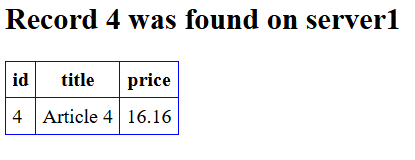 Record 4 was found on server1
id title price
4 Article 4 16.16